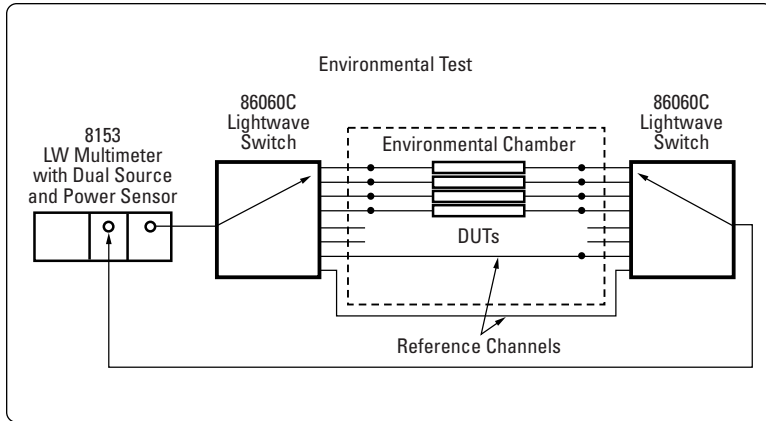 Environmental Test
8153
LW Multimeter
with Dual Source
and Power Sensor
86060C
Lightwave
Switch
Environmental Chamber
DUTs
86060C
Lightwave
Switch
Reference Channels